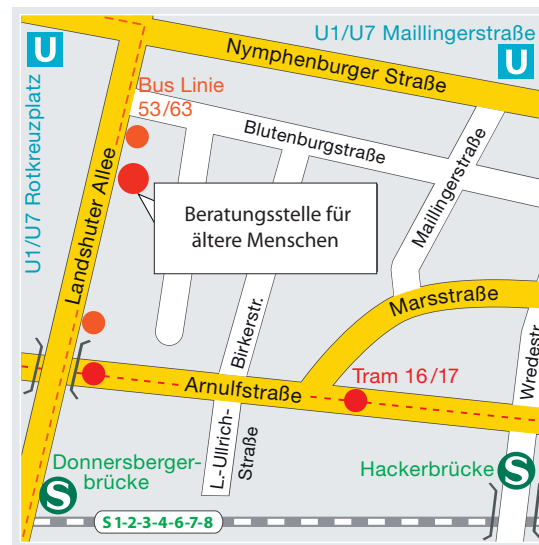 U
U1/U7 Maillingerstraße
U
Nymphenburger Straße
Bus Linie
53/63
Blutenburgstraße
U1/U7 Rotkreuzplatz
Landshuter Allee
Maillingerstraße
Beratungsstelle für
ältere Menschen
Marsstraße
Birkerstr.
Wredestr.
Tram 16/17
Arnulfstraße
L.-Ullrich-
Straße
Donnersberger-
brücke
Hackerbrücke
S
S
S 1-2-3-4-6-7-8